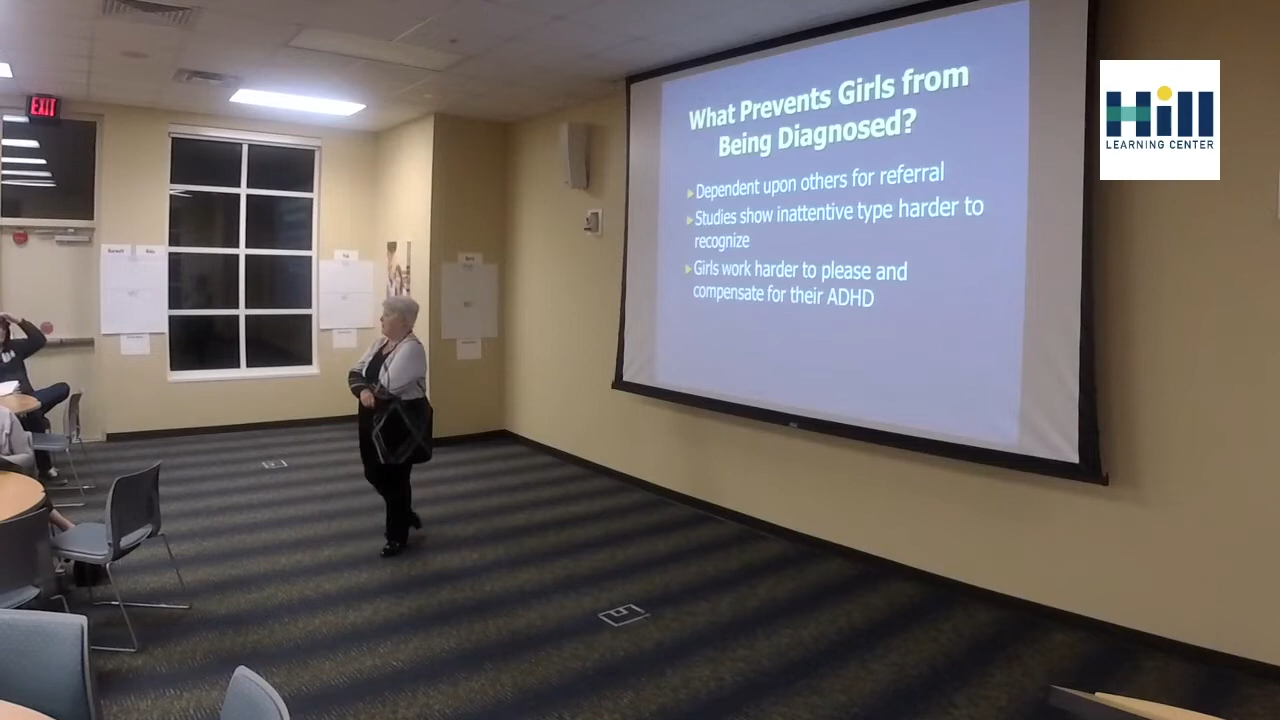 EXIT
What Prevents Girls from
Being Diagnosed?
Dependent upon others for referral
Studies show inattentive type harder to
recognize
Girls work harder to please and
compensate for their ADHD
Hill
LEARNING CENTER